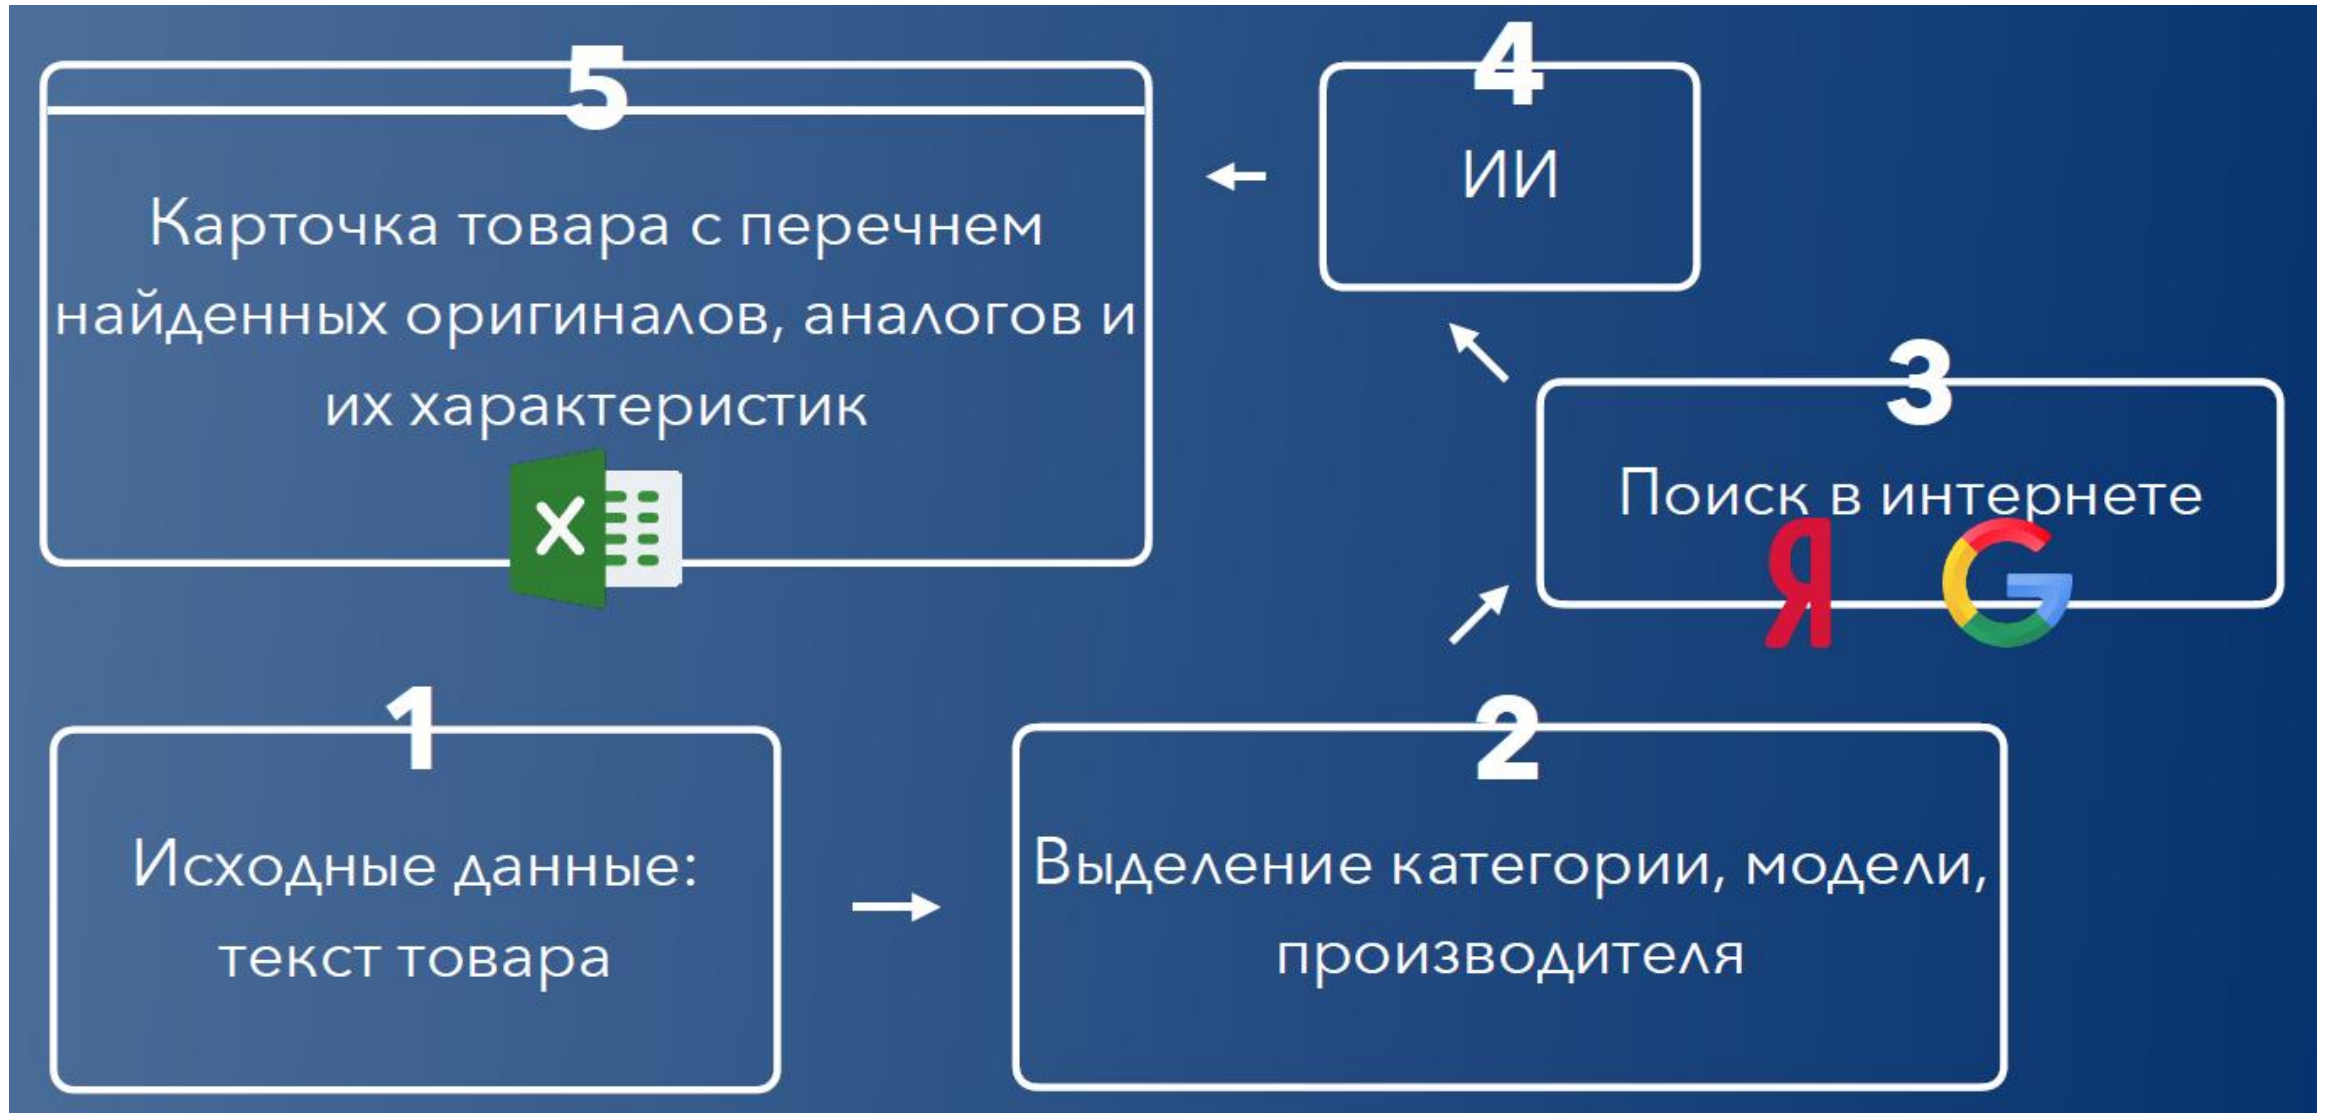 5
Карточка товара с перечнем
найденных оригиналов, аналогов и
их характеристик
X
4
ИИ
3
Поиск в интернете
Я G
1
Исходные данные:
текст товара
2
Выделение категории, модели,
производителя